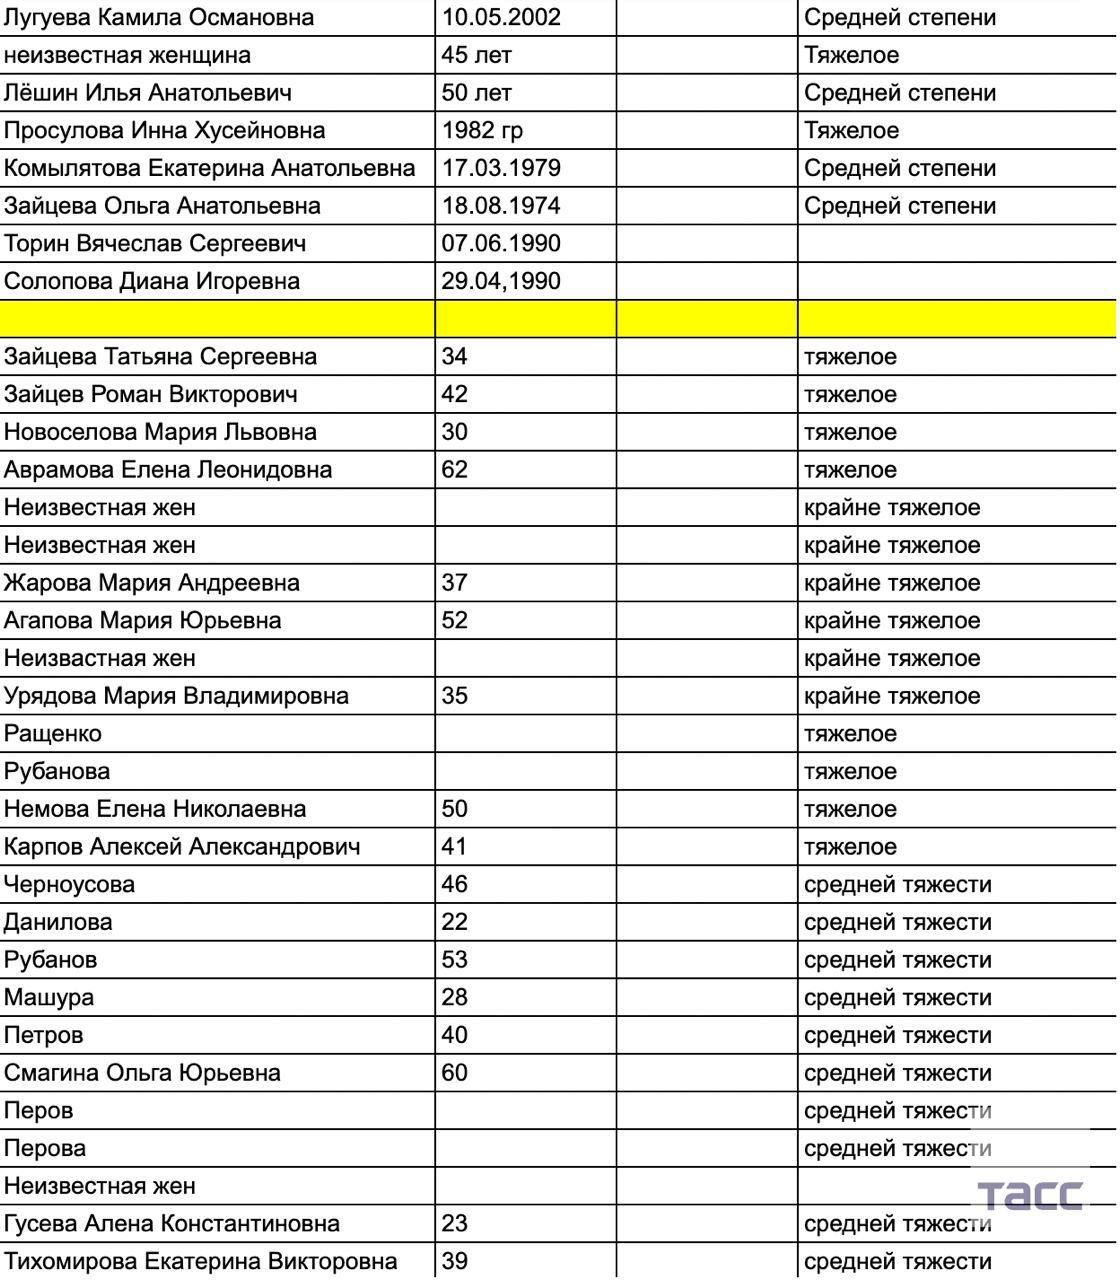 Лугуева Камила Османовна 10.05.2002 Средней степени
неизвестная женщина 45 лет Тяжелое
Лёшин Илья Анатольевич 50 лет Средней степени
Просулова Инна Хусейновна 1982 гр Тяжелое
Комылятова Екатерина Анатольевна 17.03.1979 Средней степени
Зайцева Ольга Анатольевна 18.08.1974 Средней степени
Торин Вячеслав Сергеевич 07.06.1990
Солопова Диана Игоревна 29.04,1990
Зайцева Татьяна Сергеевна 34 тяжелое
Зайцев Роман Викторович 42 тяжелое
Новоселова Мария Львовна 30 тяжелое
Аврамова Елена Леонидовна 62 тяжелое
Неизвестная жен крайне тяжелое
Неизвестная жен крайне тяжелое
Жарова Мария Андреевна 37 крайне тяжелое
Агапова Мария Юрьевна 52 крайне тяжелое
Неизвастная жен крайне тяжелое
Урядова Мария Владимировна 35 крайне тяжелое
Ращенко тяжелое
Рубанова тяжелое
Немова Елена Николаевна 50 тяжелое
Карпов Алексей Александрович 41 тяжелое
Черноусова 46 средней тяжести
Данилова 22 средней тяжести
Рубанов 53 средней тяжести
Машура 28 средней тяжести
Петров 40 средней тяжести
Смагина Ольга Юрьевна 60 средней тяжести
Перов средней тяжести
Перова средней тяжести
Неизвестная жен
тасс
Гусева Алена Константиновна 23 средней тяжести
Тихомирова Екатерина Викторовна 39 средней тяжести